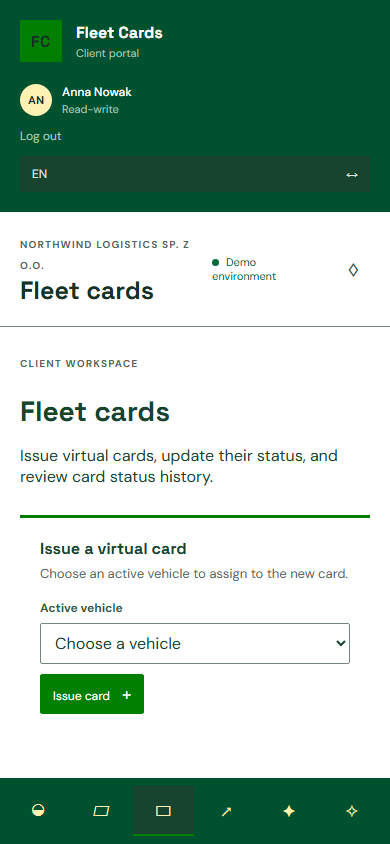 FC
Fleet Cards
Client portal
AN
Anna Nowak
Read-write
Log out
EN ↔
NORTHWIND LOGISTICS SP. Z
O.O.
Fleet cards
Demo
environment
CLIENT WORKSPACE
Fleet cards
Issue virtual cards, update their status, and
review card status history.
Issue a virtual card
Choose an active vehicle to assign to the new card.
Active vehicle
Choose a vehicle
Issue card +